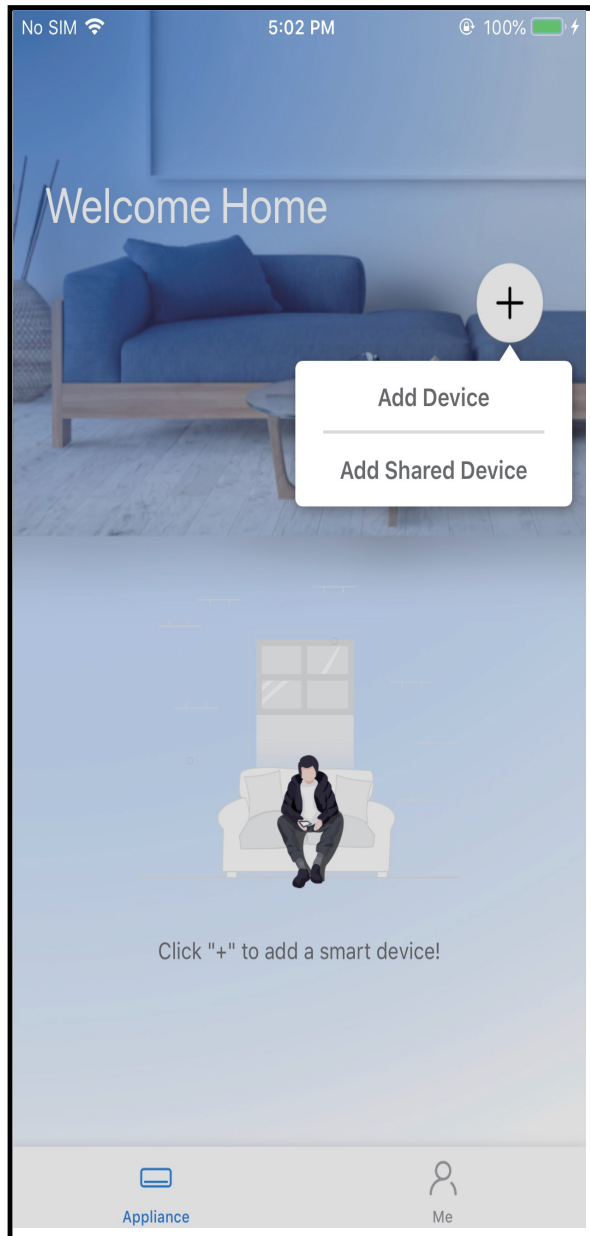 No SIM 5:02 PM 100%
Welcome Home
+
Add Device
Add Shared Device
Click "+" to add a smart device!
Appliance Me